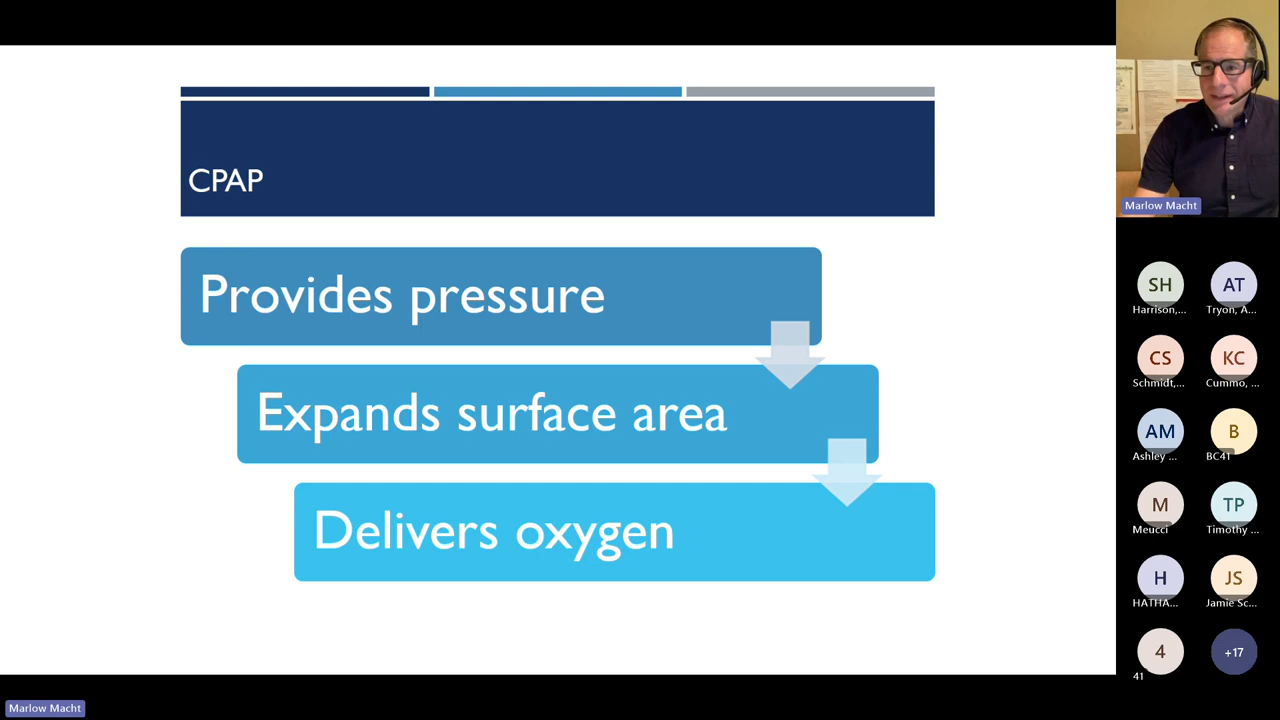 CPAP
Provides pressure
Expands surface area
Delivers oxygen
Marlow Macht
SH
AT
Harrison,...
Tryon, A...
CS
KC
Schmidt,...
Cummo, ...
AM
B
Ashley ...
BC41
M
TP
Meucci
Timothy ...
H
JS
HATHA...
Jamie Sc...
4
+17
41
Marlow Macht